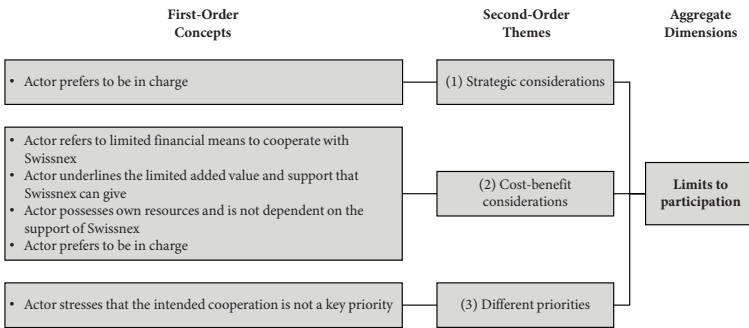 First-Order
Concepts
Second-Order
Themes
Aggregate
Dimensions
• Actor prefers to be in charge
(1) Strategic considerations
• Actor refers to limited financial means to cooperate with
Swissnex
• Actor underlines the limited added value and support that
Swissnex can give
• Actor possesses own resources and is not dependent on the
support of Swissnex
• Actor prefers to be in charge
(2) Cost-benefit
considerations
Limits to
participation
• Actor stresses that the intended cooperation is not a key priority
(3) Different priorities